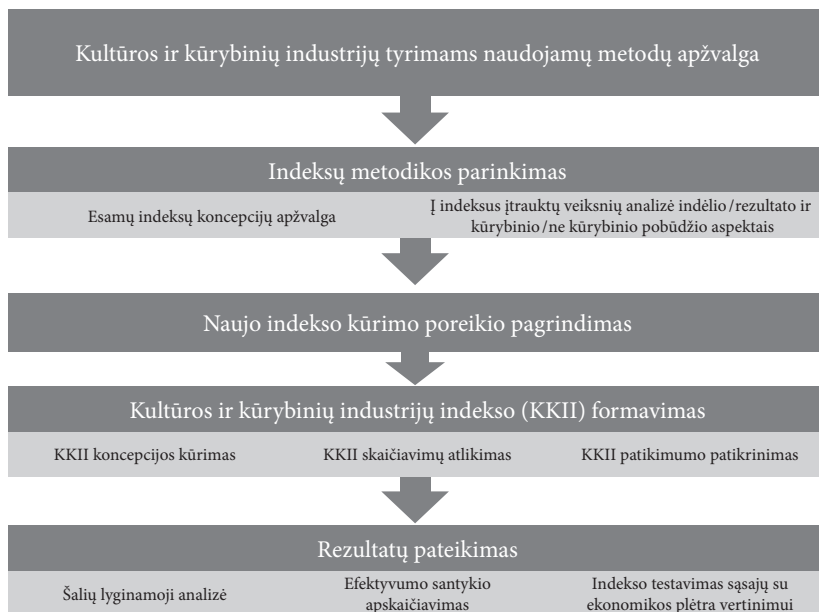 Kultūros ir kūrybinių industrijų tyrimams naudojamų metodų apžvalga
Indeksų metodikos parinkimas
Esamų indeksų koncepcijų apžvalga
Į indeksus įtrauktų veiksnių analizė indėlio/rezultato ir
kūrybinio/ne kūrybinio pobūdžio aspektais
Naujo indekso kūrimo poreikio pagrindimas
Kultūros ir kūrybinių industrijų indekso (KKII) formavimas
KKII koncepcijos kūrimas
KKII skaičiavimų atlikimas
KKII patikimumo patikrinimas
Rezultatų pateikimas
Šalių lyginamoji analizė
Efektyvumo santykio
apskaičiavimas
Indekso testavimas sąsajų su
ekonomikos plėtra vertinimui